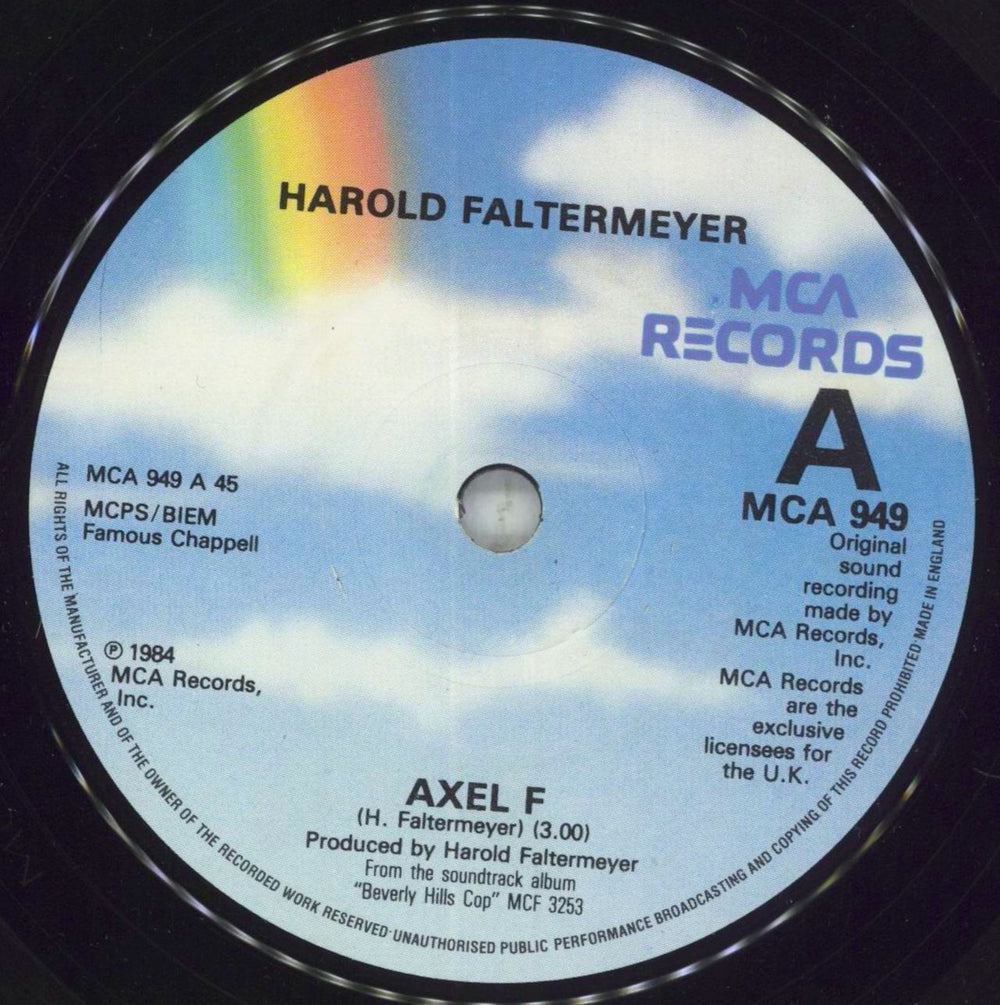 HAROLD FALTERMEYER
MCA
RECORDS
A
MCA 949
Original
sound
recording
made by
MCA Records,
Inc.
MCA Records
are the
exclusive
licensees for
the U.K.
MCA 949 A 45
MCPS/BIEM
Famous Chappell
℗ 1984
MCA Records,
Inc.
AXEL F
(H. Faltermeyer) (3.00)
Produced by Harold Faltermeyer
From the soundtrack album
"Beverly Hills Cop" MCF 3253
ALL RIGHTS OF THE MANUFACTURER AND OF THE OWNER OF THE RECORDED WORK RESERVED·UNAUTHORISED PUBLIC PERFORMANCE BROADCASTING AND COPYING OF THIS RECORD PROHIBITED·MADE IN ENGLAND